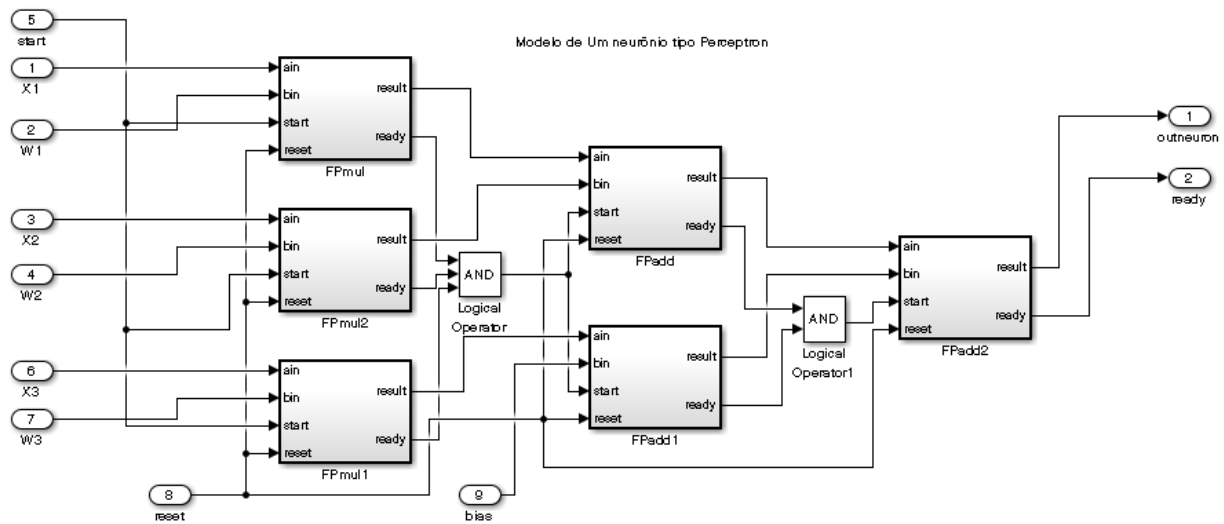 5
start
Modelo de Um neurônio tipo Perceptron
1
X1
2
W1
ain
bin
start
reset
result
ready
FPmul
3
X2
4
W2
ain
bin
start
reset
result
ready
FPmul2
6
X3
7
W3
ain
bin
start
reset
result
ready
FPmul1
8
reset
AND
Logical
Operator
9
bias
ain
bin
start
reset
result
ready
FPadd
ain
bin
start
reset
result
ready
FPadd1
AND
Logical
Operator1
ain
bin
start
reset
result
ready
FPadd2
1
outneuron
2
ready